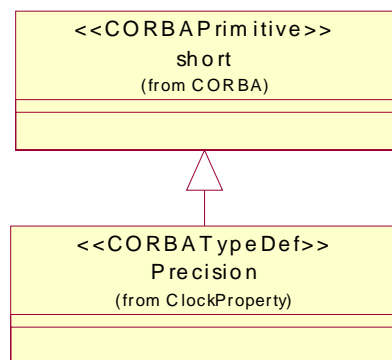 <<CORBAPrimitive>>
short
(from CORBA)
<<CORBATypeDef>>
Precision
(from ClockProperty)